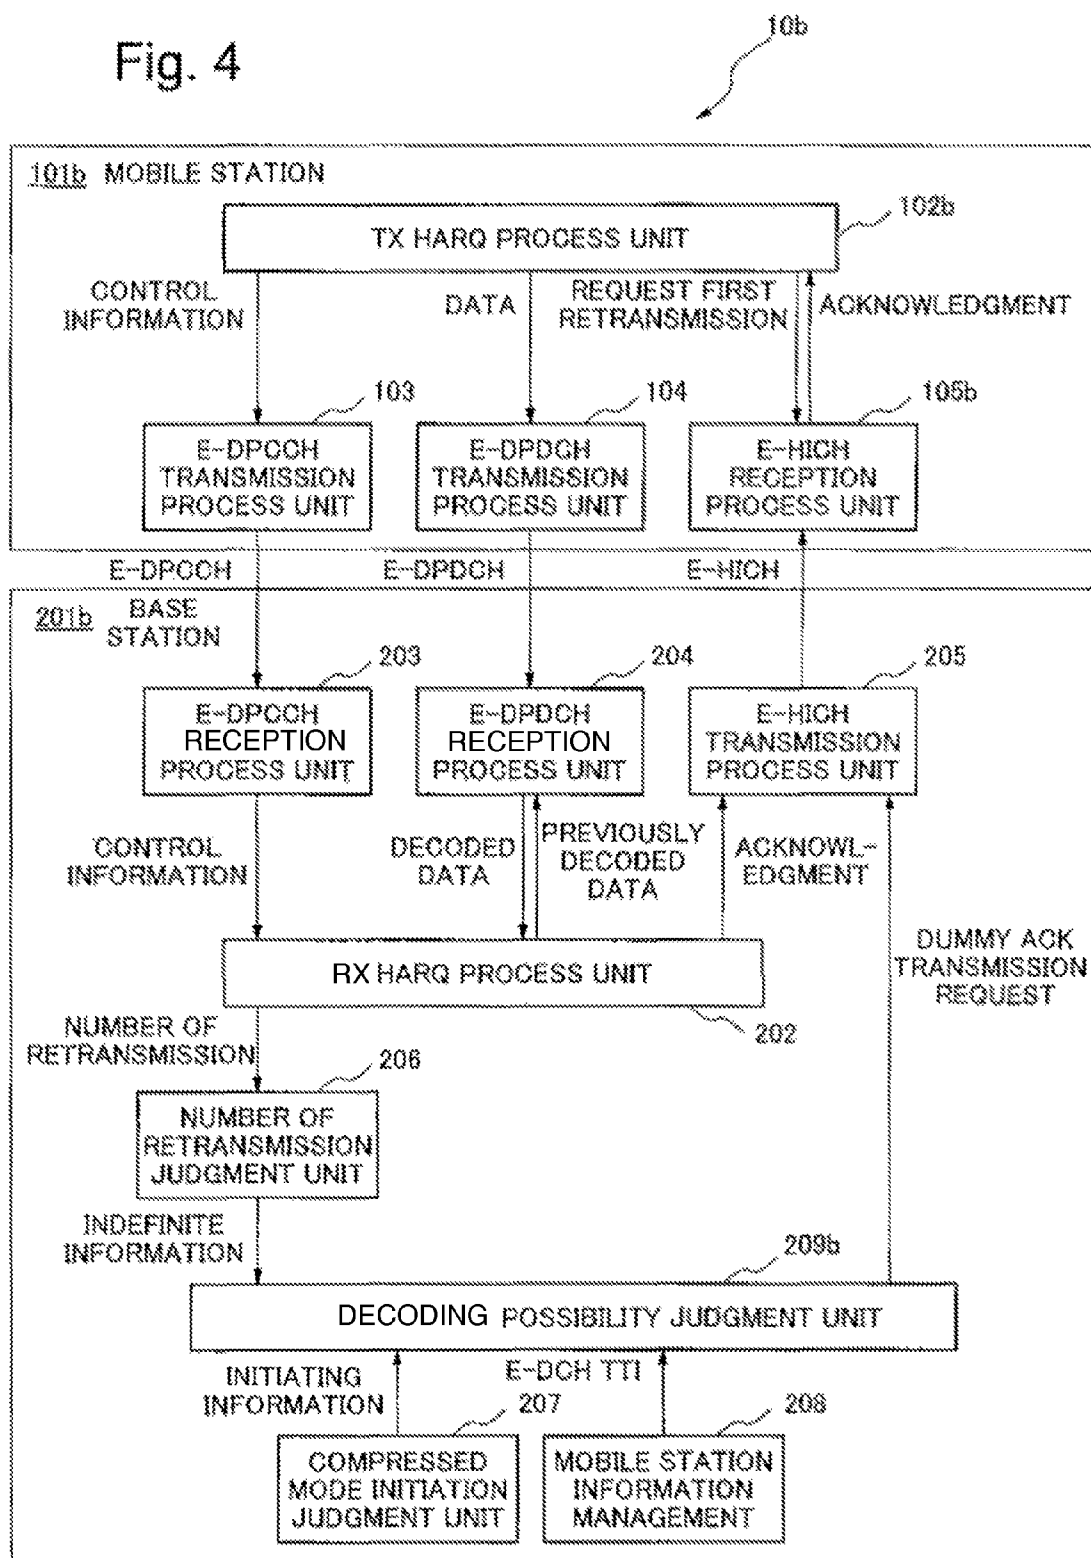 Fig. 4
10b
101b MOBILE STATION
102b
TX HARQ PROCESS UNIT
CONTROL
INFORMATION
DATA
REQUEST FIRST
RETRANSMISSION
ACKNOWLEDGMENT
103
104
105b
E-DPCCH
TRANSMISSION
PROCESS UNIT
E-DPDCH
TRANSMISSION
PROCESS UNIT
E-HICH
RECEPTION
PROCESS UNIT
E-DPCCH
E-DPDCH
E-HICH
201b BASE
STATION
203
204
205
E-DPCCH
RECEPTION
PROCESS UNIT
E-DPDCH
RECEPTION
PROCESS UNIT
E-HICH
TRANSMISSION
PROCESS UNIT
CONTROL
INFORMATION
DECODED
DATA
PREVIOUSLY
DECODED
DATA
ACKNOWL-
EDGMENT
DUMMY ACK
TRANSMISSION
REQUEST
RX HARQ PROCESS UNIT
202
NUMBER OF
RETRANSMISSION
206
NUMBER OF
RETRANSMISSION
JUDGMENT UNIT
INDEFINITE
INFORMATION
209b
DECODING POSSIBILITY JUDGMENT UNIT
INITIATING
INFORMATION
E-DCH TTI
207
208
COMPRESSED
MODE INITIATION
JUDGMENT UNIT
MOBILE STATION
INFORMATION
MANAGEMENT